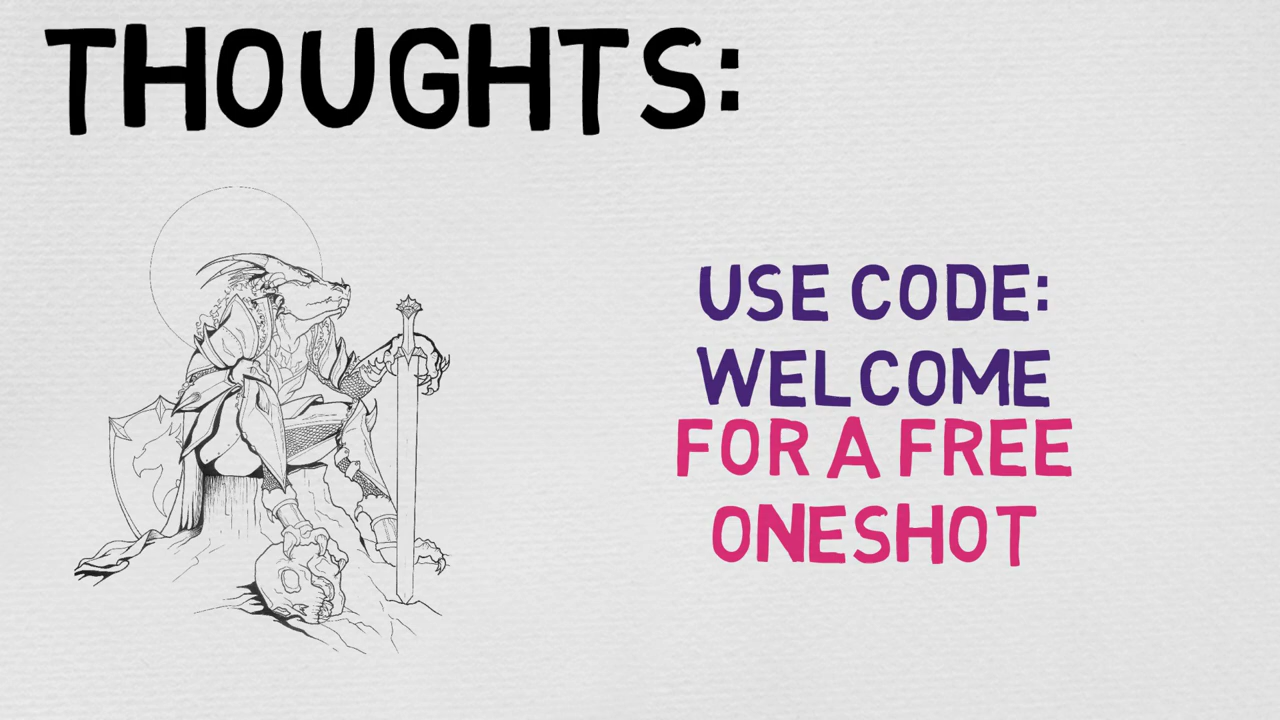 THOUGHTS:
USE CODE:
WELCOME
FOR A FREE
ONESHOT